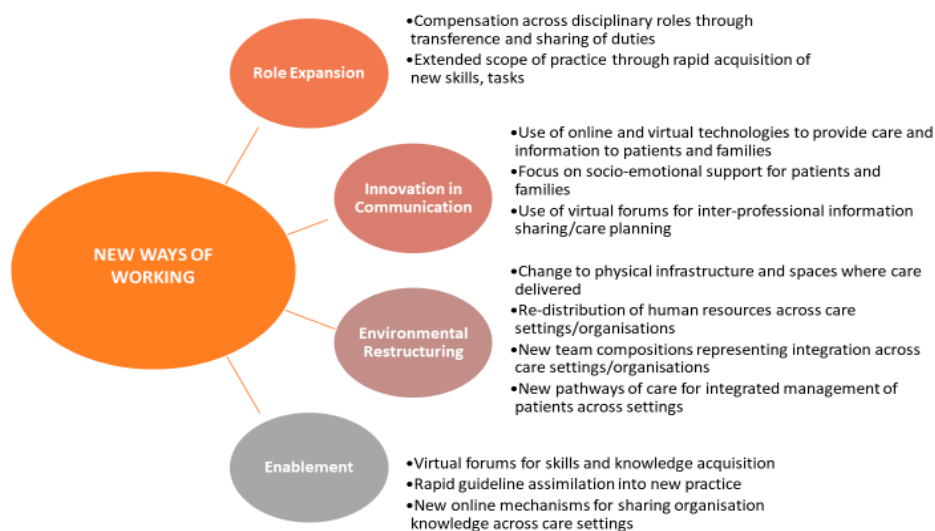 NEW WAYS OF
WORKING
Role Expansion
•Compensation across disciplinary roles through
transference and sharing of duties
•Extended scope of practice through rapid acquisition of
new skills, tasks
Innovation in
Communication
•Use of online and virtual technologies to provide care and
information to patients and families
•Focus on socio-emotional support for patients and
families
•Use of virtual forums for inter-professional information
sharing/care planning
Environmental
Restructuring
•Change to physical infrastructure and spaces where care
delivered
•Re-distribution of human resources across care
settings/organisations
•New team compositions representing integration across
care settings/organisations
•New pathways of care for integrated management of
patients across settings
Enablement
•Virtual forums for skills and knowledge acquisition
•Rapid guideline assimilation into new practice
•New online mechanisms for sharing organisation
knowledge across care settings